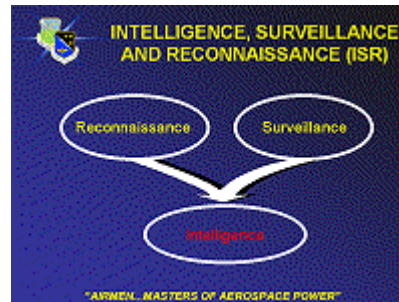 INTELLIGENCE, SURVEILLANCE
AND RECONNAISSANCE (ISR)
Reconnaissance
Surveillance
Intelligence
"AIRMEN...MASTERS OF AEROSPACE POWER"